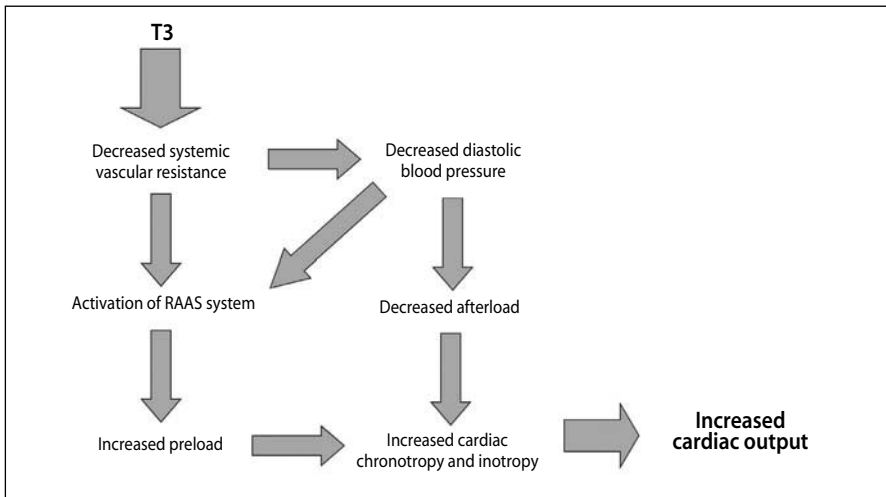 T3
Decreased systemic
vascular resistance
Decreased diastolic
blood pressure
Activation of RAAS system
Decreased afterload
Increased preload
Increased cardiac
chronotropy and inotropy
Increased
cardiac output